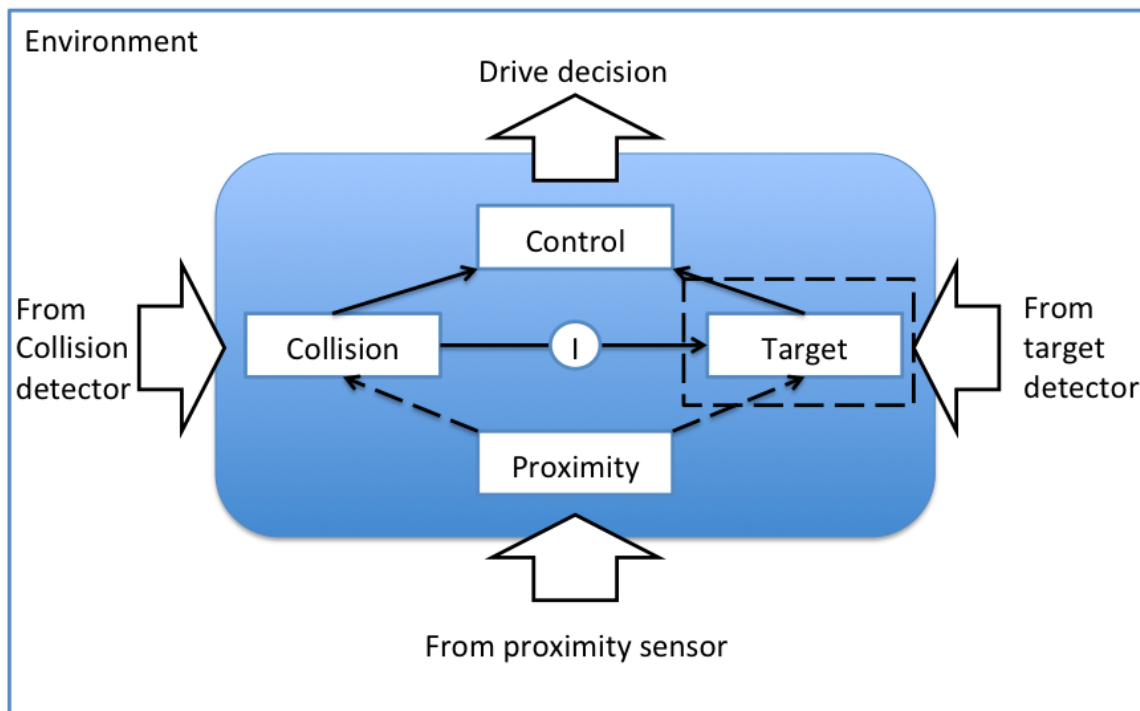 Environment
Drive decision
Control
From
Collision
detector
Collision
I
Target
From
target
detector
Proximity
From proximity sensor